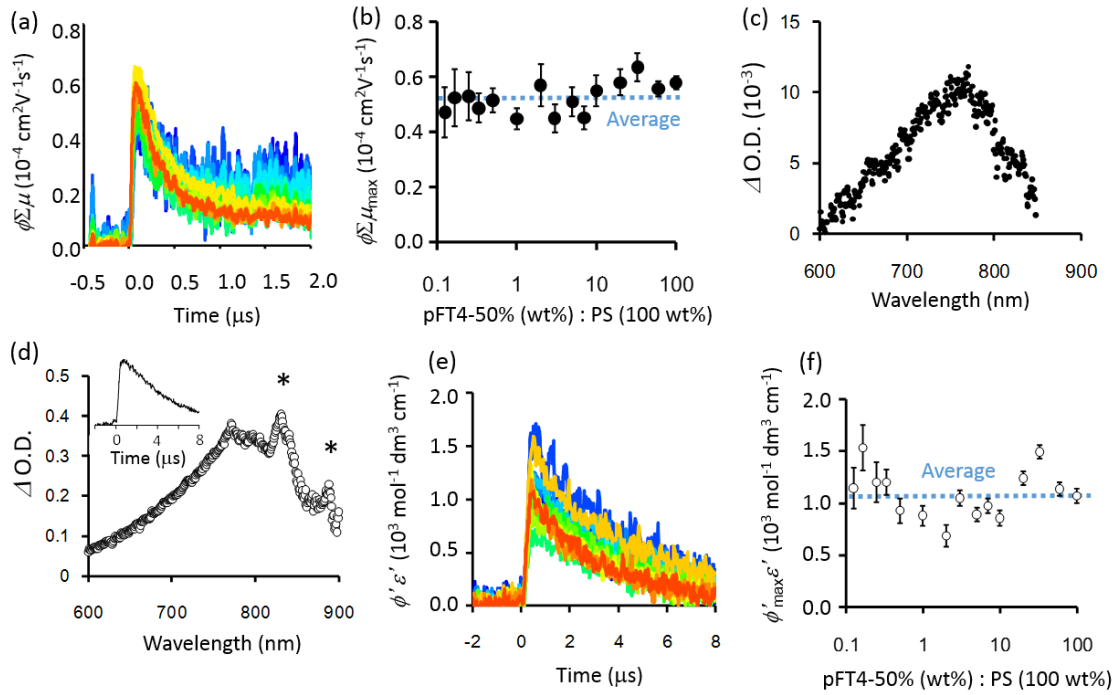 (a)
ϕΣμ (10⁻⁴ cm²V⁻¹s⁻¹)
0.8
0.6
0.4
0.2
0.0
-0.5 0.0 0.5 1.0 1.5 2.0
Time (μs)
(b)
ϕΣμmax (10⁻⁴ cm²V⁻¹s⁻¹)
0.8
0.6
0.4
0.2
0.0
Average
0.1 1 10 100
pFT4-50% (wt%) : PS (100 wt%)
(c)
Δ O.D. (10⁻³)
15
10
5
0
600 700 800 900
Wavelength (nm)
(d)
Δ O.D.
0.5
0.4
0.3
0.2
0.1
0
* *
0 4 8
Time (μs)
600 700 800 900
Wavelength (nm)
(e)
ϕ' ε' (10³ mol⁻¹ dm³ cm⁻¹)
2.0
1.5
1.0
0.5
0.0
-2 0 2 4 6 8
Time (μs)
(f)
ϕ'maxε' (10³ mol⁻¹ dm³ cm⁻¹)
2.0
1.5
1.0
0.5
0.0
Average
0.1 1 10 100
pFT4-50% (wt%) : PS (100 wt%)